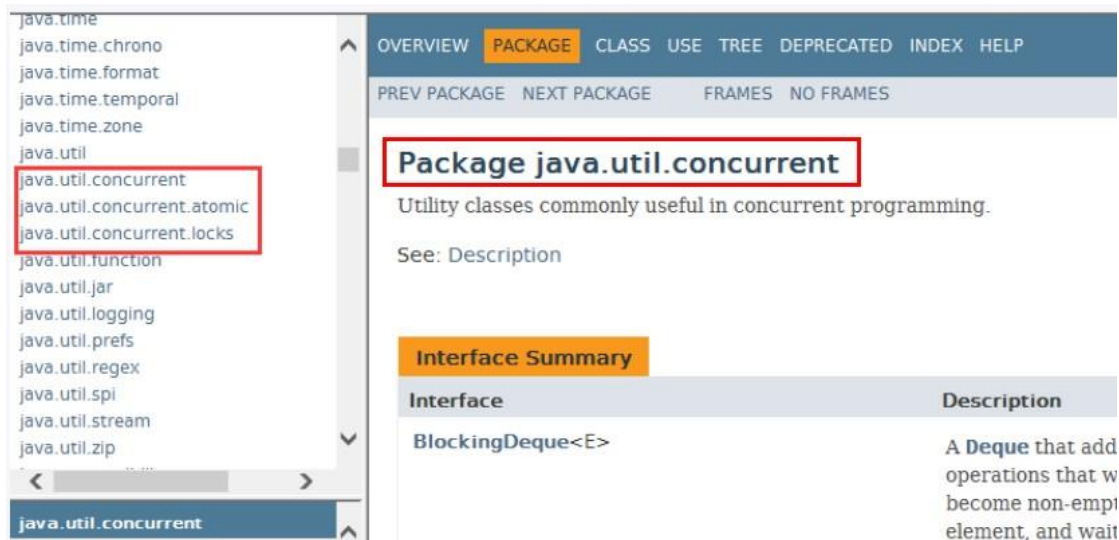 java.time
java.time.chrono
java.time.format
java.time.temporal
java.time.zone
java.util
java.util.concurrent
java.util.concurrent.atomic
java.util.concurrent.locks
java.util.function
java.util.jar
java.util.logging
java.util.prefs
java.util.regex
java.util.spi
java.util.stream
java.util.zip
java.util.concurrent
OVERVIEW PACKAGE CLASS USE TREE DEPRECATED INDEX HELP
PREV PACKAGE NEXT PACKAGE FRAMES NO FRAMES
Package java.util.concurrent
Utility classes commonly useful in concurrent programming.
See: Description
Interface Summary
Interface Description
BlockingDeque<E> A Deque that add
operations that w
become non-empt
element, and wait